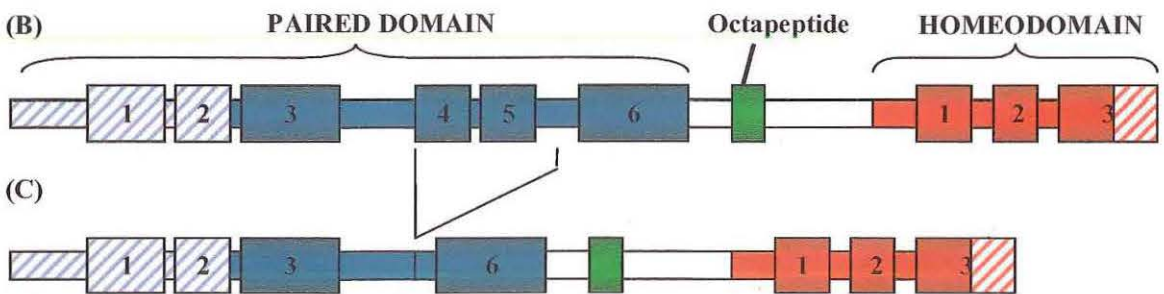 (B) PAIRED DOMAIN Octapeptide HOMEODOMAIN
1 2 3 4 5 6 1 2 3
(C)
1 2 3 6 1 2 3